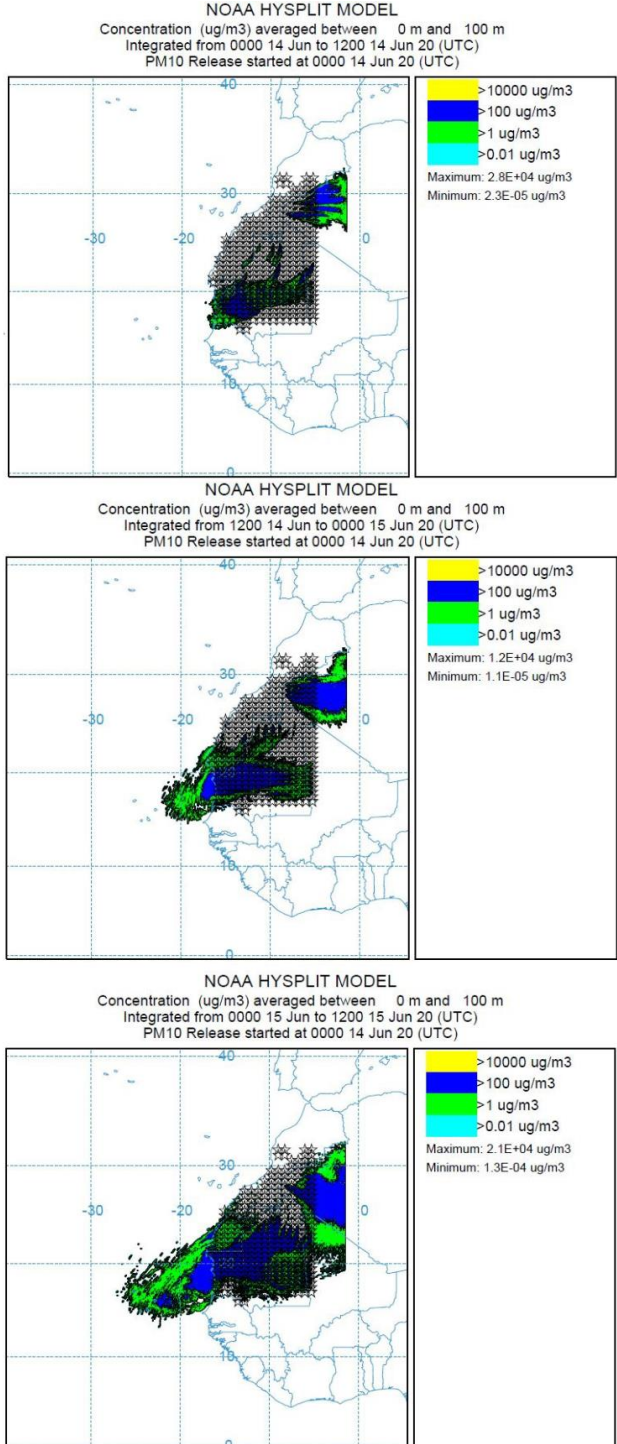 NOAA HYSPLIT MODEL
Concentration (ug/m3) averaged between 0 m and 100 m
Integrated from 0000 14 Jun to 1200 14 Jun 20 (UTC)
PM10 Release started at 0000 14 Jun 20 (UTC)
40
30
-30 -20 0
10
0
>10000 ug/m3
>100 ug/m3
>1 ug/m3
>0.01 ug/m3
Maximum: 2.8E+04 ug/m3
Minimum: 2.3E-05 ug/m3
NOAA HYSPLIT MODEL
Concentration (ug/m3) averaged between 0 m and 100 m
Integrated from 1200 14 Jun to 0000 15 Jun 20 (UTC)
PM10 Release started at 0000 14 Jun 20 (UTC)
40
30
-30 -20 0
10
0
>10000 ug/m3
>100 ug/m3
>1 ug/m3
>0.01 ug/m3
Maximum: 1.2E+04 ug/m3
Minimum: 1.1E-05 ug/m3
NOAA HYSPLIT MODEL
Concentration (ug/m3) averaged between 0 m and 100 m
Integrated from 0000 15 Jun to 1200 15 Jun 20 (UTC)
PM10 Release started at 0000 14 Jun 20 (UTC)
40
30
-30 -20 0
10
0
>10000 ug/m3
>100 ug/m3
>1 ug/m3
>0.01 ug/m3
Maximum: 2.1E+04 ug/m3
Minimum: 1.3E-04 ug/m3